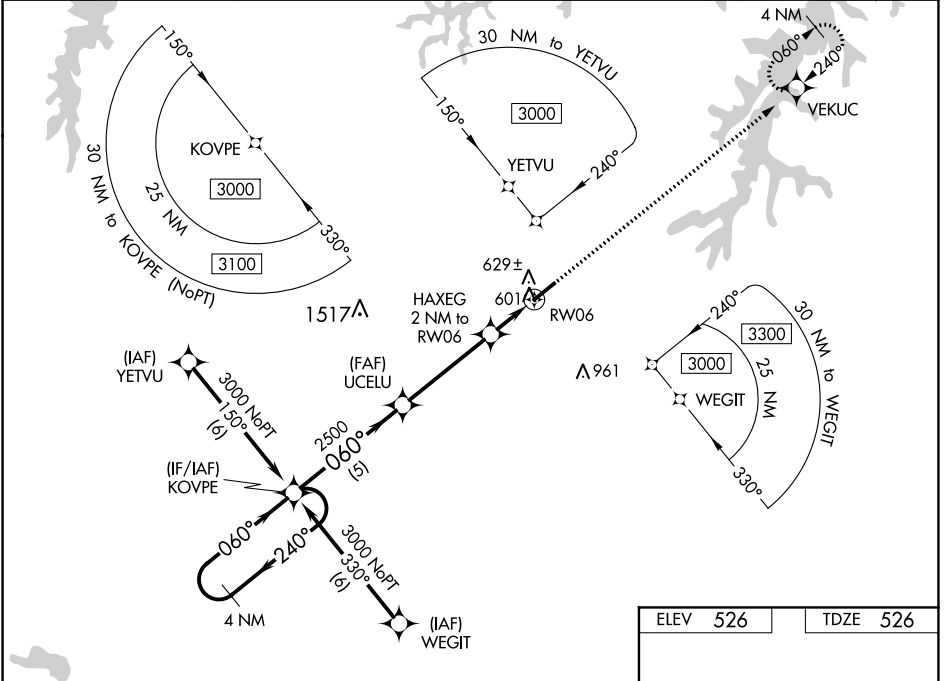 4 NM
060°
240°
VEKUC
150°
KOVPE
3000
25 NM
330°
30 NM to KOVPE (NoPT)
3100
30 NM to YETVU
3000
150°
YETVU
240°
629±
601
RW06
HAXEG
2 NM to
RW06
1517
961
240°
3300
3000
30 NM to WEGIT
25 NM
WEGIT
330°
(IAF)
YETVU
3000 NoPT
150°
(6)
(FAF)
UCELU
2500
060°
(5)
(IF/IAF)
KOVPE
060°
240°
4 NM
3000 NoPT
330°
(6)
(IAF)
WEGIT
ELEV 526
TDZE 526